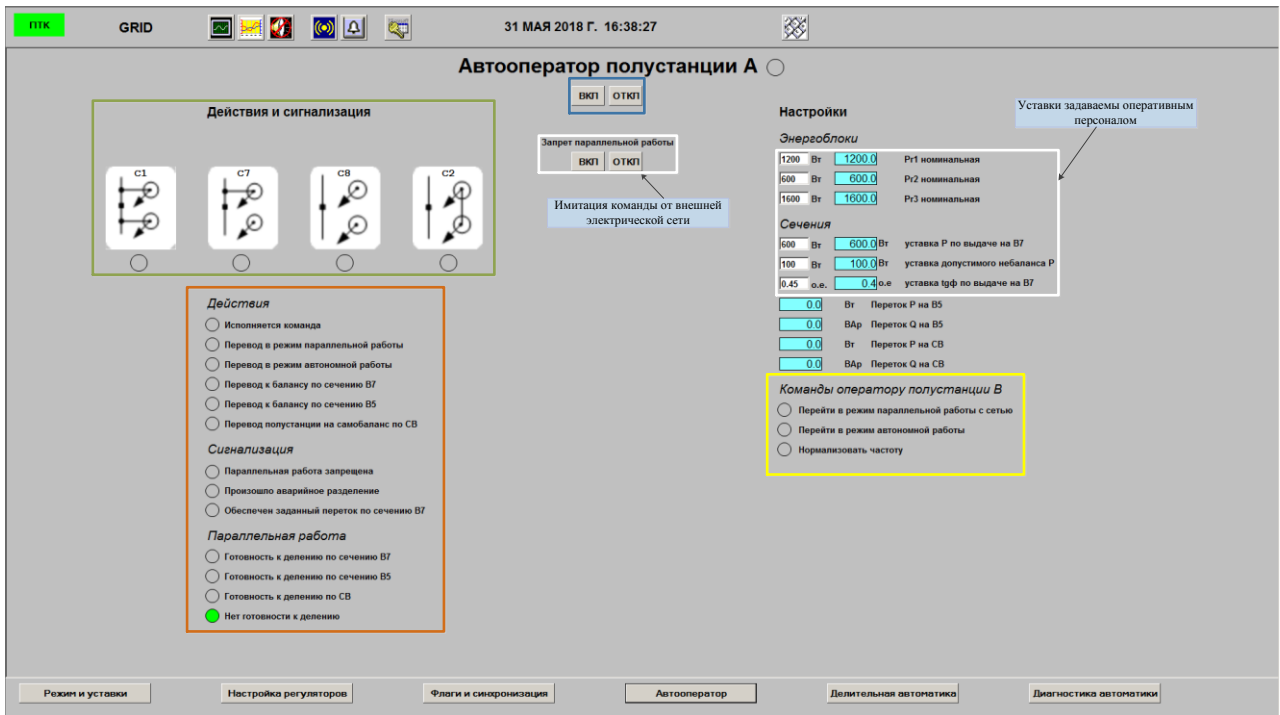 ПТК
GRID
31 МАЯ 2018 Г. 16:38:27
Автооператор полустанции А
ВКП ОТКП
Действия и сигнализация
С1
С7
С8
С2
Запрет параллельной работы
ВКП ОТКП
Имитация команды от внешней
электрической сети
Действия
Исполняется команда
Перевод в режим параллельной работы
Перевод в режим автономной работы
Перевод к балансу по сечению В7
Перевод к балансу по сечению В5
Перевод полустанции на самобаланс по СВ
Сигнализация
Параллельная работа запрещена
Произошло аварийное разделение
Обеспечен заданный переток по сечению В7
Параллельная работа
Готовность к делению по сечению В7
Готовность к делению по сечению В5
Готовность к делению по СВ
Нет готовности к делению
Настройки
Уставки задаваемы оперативным
персоналом
Энергоблоки
1200 Вт 1200.0 Рг1 номинальная
600 Вт 600.0 Рг2 номинальная
1600 Вт 1600.0 Рг3 номинальная
Сечения
600 Вт 600.0 Вт уставка Р по выдаче на В7
100 Вт 100.0 Вт уставка допустимого небаланса Р
0.45 о.е. 0.4 о.е уставка tgф по выдаче на В7
0.0 Вт Переток Р на В5
0.0 ВАр Переток Q на В5
0.0 Вт Переток Р на СВ
0.0 ВАр Переток Q на СВ
Команды оператору полустанции В
Перейти в режим параллельной работы с сетью
Перейти в режим автономной работы
Нормализовать частоту
Режим и уставки
Настройка регуляторов
Флаги и синхронизация
Автооператор
Делительная автоматика
Диагностика автоматики